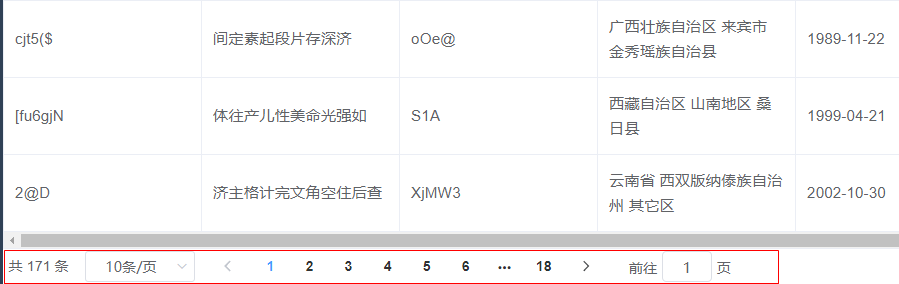 cjt5($ 间定素起段片存深济 oOe@ 广西壮族自治区 来宾市 1989-11-22
金秀瑶族自治县
[fu6gjN 体往产儿性美命光强如 S1A 西藏自治区 山南地区 桑 1999-04-21
日县
2@D 济主格计完文角空住后查 XjMW3 云南省 西双版纳傣族自治 2002-10-30
州 其它区
共 171 条 10条/页 1 2 3 4 5 6 ••• 18 前往 1 页